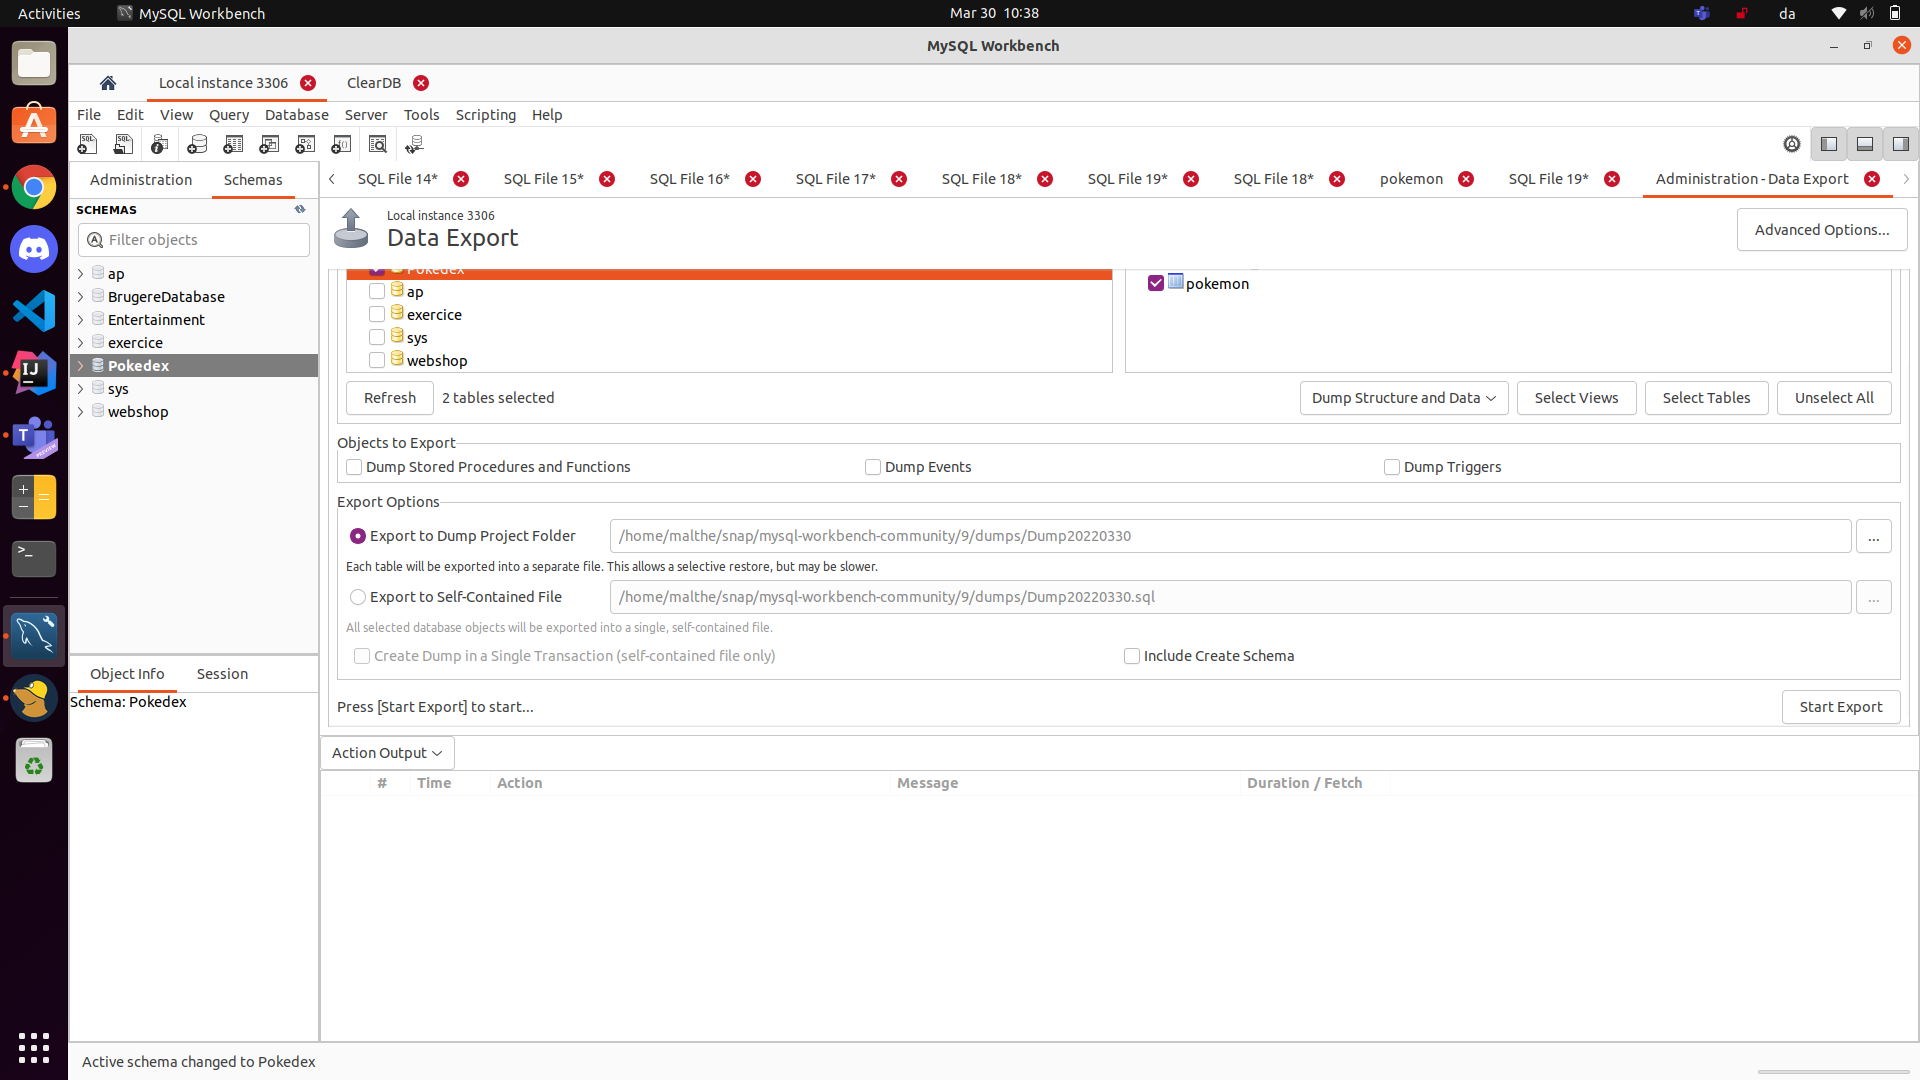 Activities MySQL Workbench Mar 30 10:38 da
MySQL Workbench
Local instance 3306 ClearDB
File Edit View Query Database Server Tools Scripting Help
Administration Schemas
SQL File 14* SQL File 15* SQL File 16* SQL File 17* SQL File 18* SQL File 19* SQL File 18* pokemon SQL File 19* Administration - Data Export
SCHEMAS
Filter objects
ap
BrugereDatabase
Entertainment
exercice
Pokedex
sys
webshop
Object Info Session
Schema: Pokedex
Local instance 3306
Data Export
Advanced Options...
Pokedex
ap
exercice
sys
webshop
pokemon
Refresh 2 tables selected Dump Structure and Data Select Views Select Tables Unselect All
Objects to Export
Dump Stored Procedures and Functions Dump Events Dump Triggers
Export Options
Export to Dump Project Folder /home/malthe/snap/mysql-workbench-community/9/dumps/Dump20220330 ...
Each table will be exported into a separate file. This allows a selective restore, but may be slower.
Export to Self-Contained File /home/malthe/snap/mysql-workbench-community/9/dumps/Dump20220330.sql ...
All selected database objects will be exported into a single, self-contained file.
Create Dump in a Single Transaction (self-contained file only) Include Create Schema
Press [Start Export] to start... Start Export
Action Output
# Time Action Message Duration / Fetch
Active schema changed to Pokedex